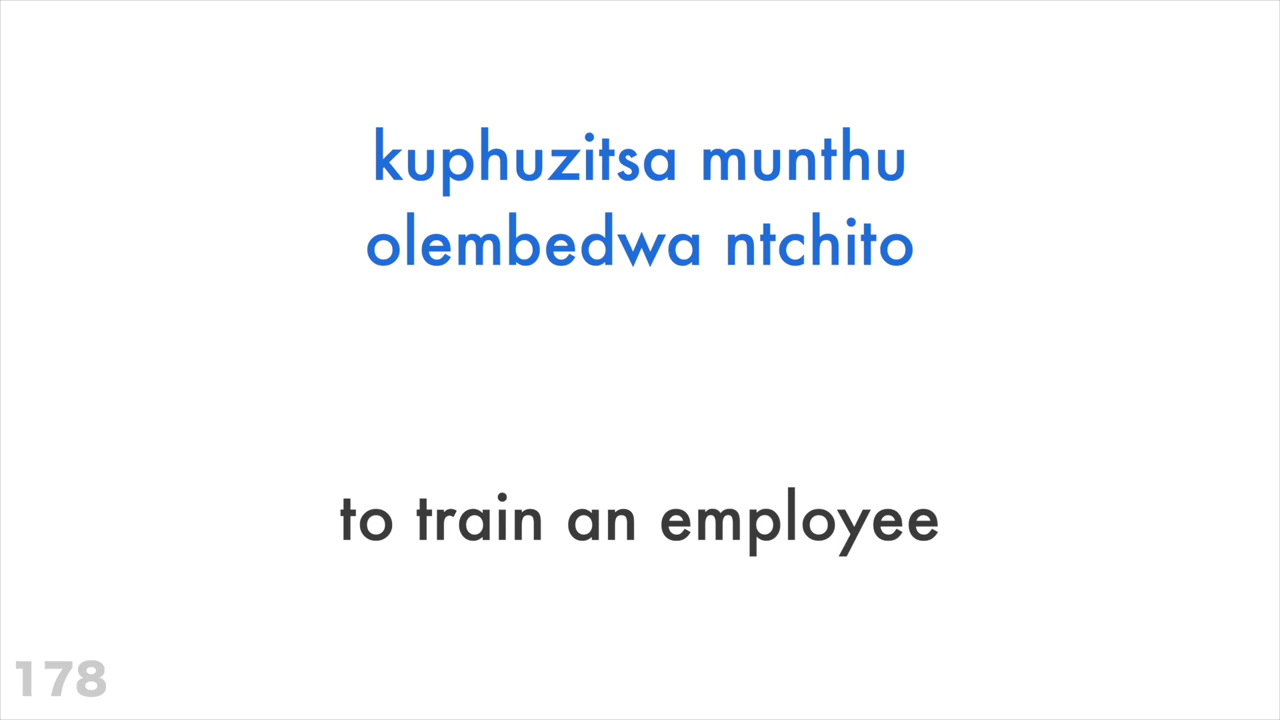 kuphuzitsa munthu
olembedwa ntchito
to train an employee
178